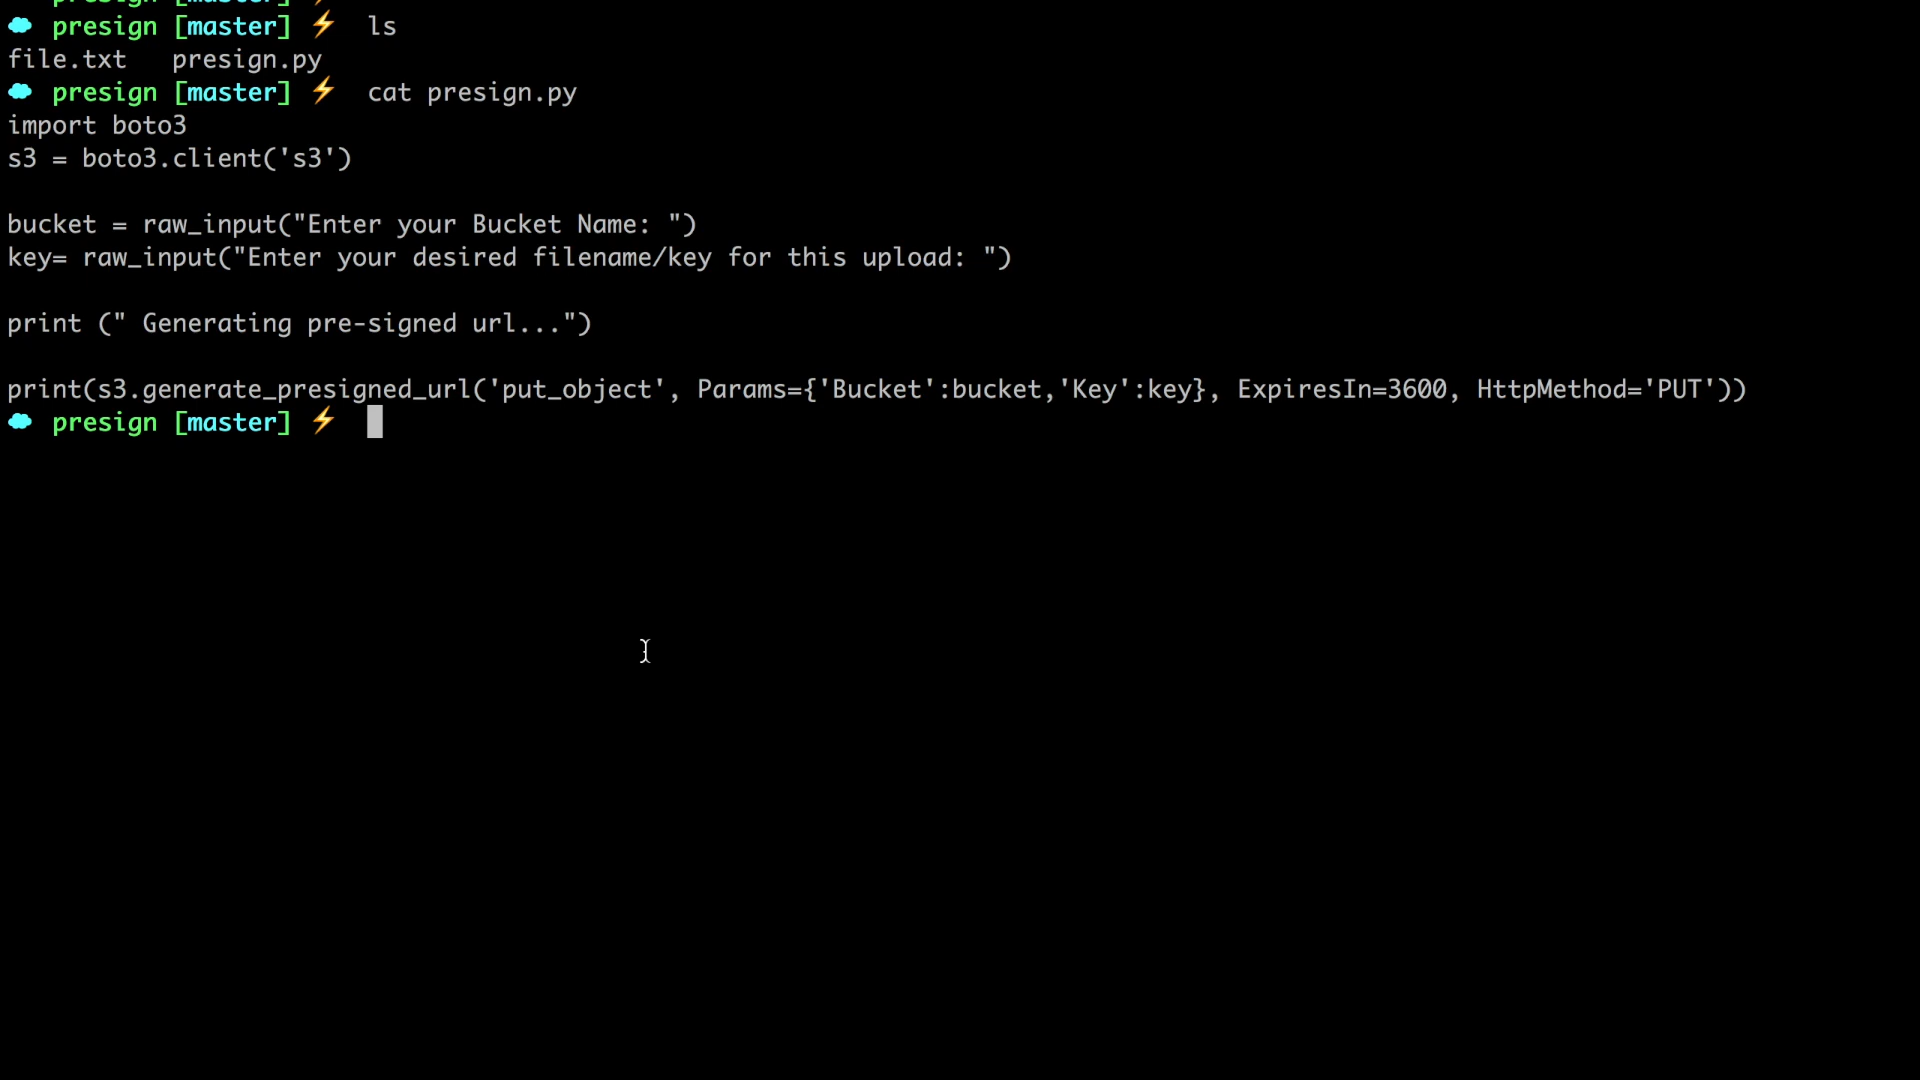 presign [master] ⚡
presign [master] ⚡ ls
file.txt   presign.py
presign [master] ⚡ cat presign.py
import boto3
s3 = boto3.client('s3')
bucket = raw_input("Enter your Bucket Name: ")
key= raw_input("Enter your desired filename/key for this upload: ")
print (" Generating pre-signed url...")
print(s3.generate_presigned_url('put_object', Params={'Bucket':bucket,'Key':key}, ExpiresIn=3600, HttpMethod='PUT'))
presign [master] ⚡